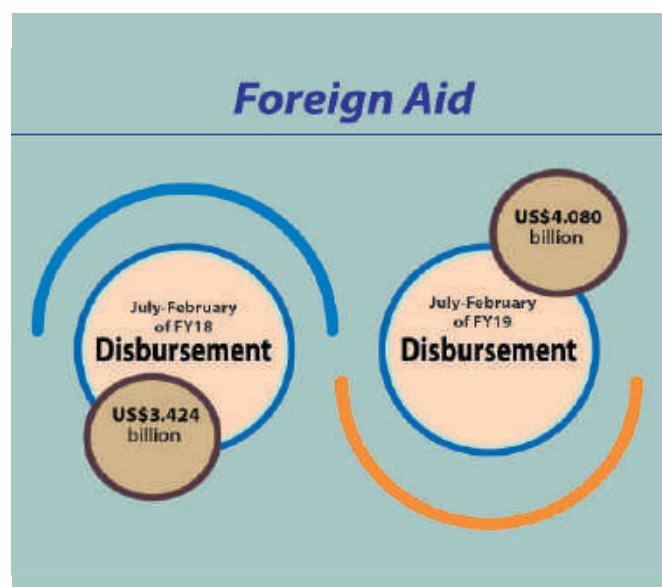 Foreign Aid
July-February
of FY18
Disbursement
US$3.424
billion
US$4.080
billion
July-February
of FY19
Disbursement